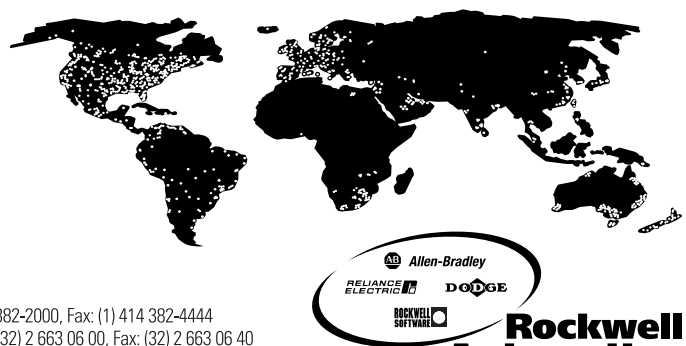 AB Allen-Bradley
RELIANCE ELECTRIC
DODGE
ROCKWELL SOFTWARE
382-2000, Fax: (1) 414 382-4444
(32) 2 663 06 00, Fax: (32) 2 663 06 40
Rockwell